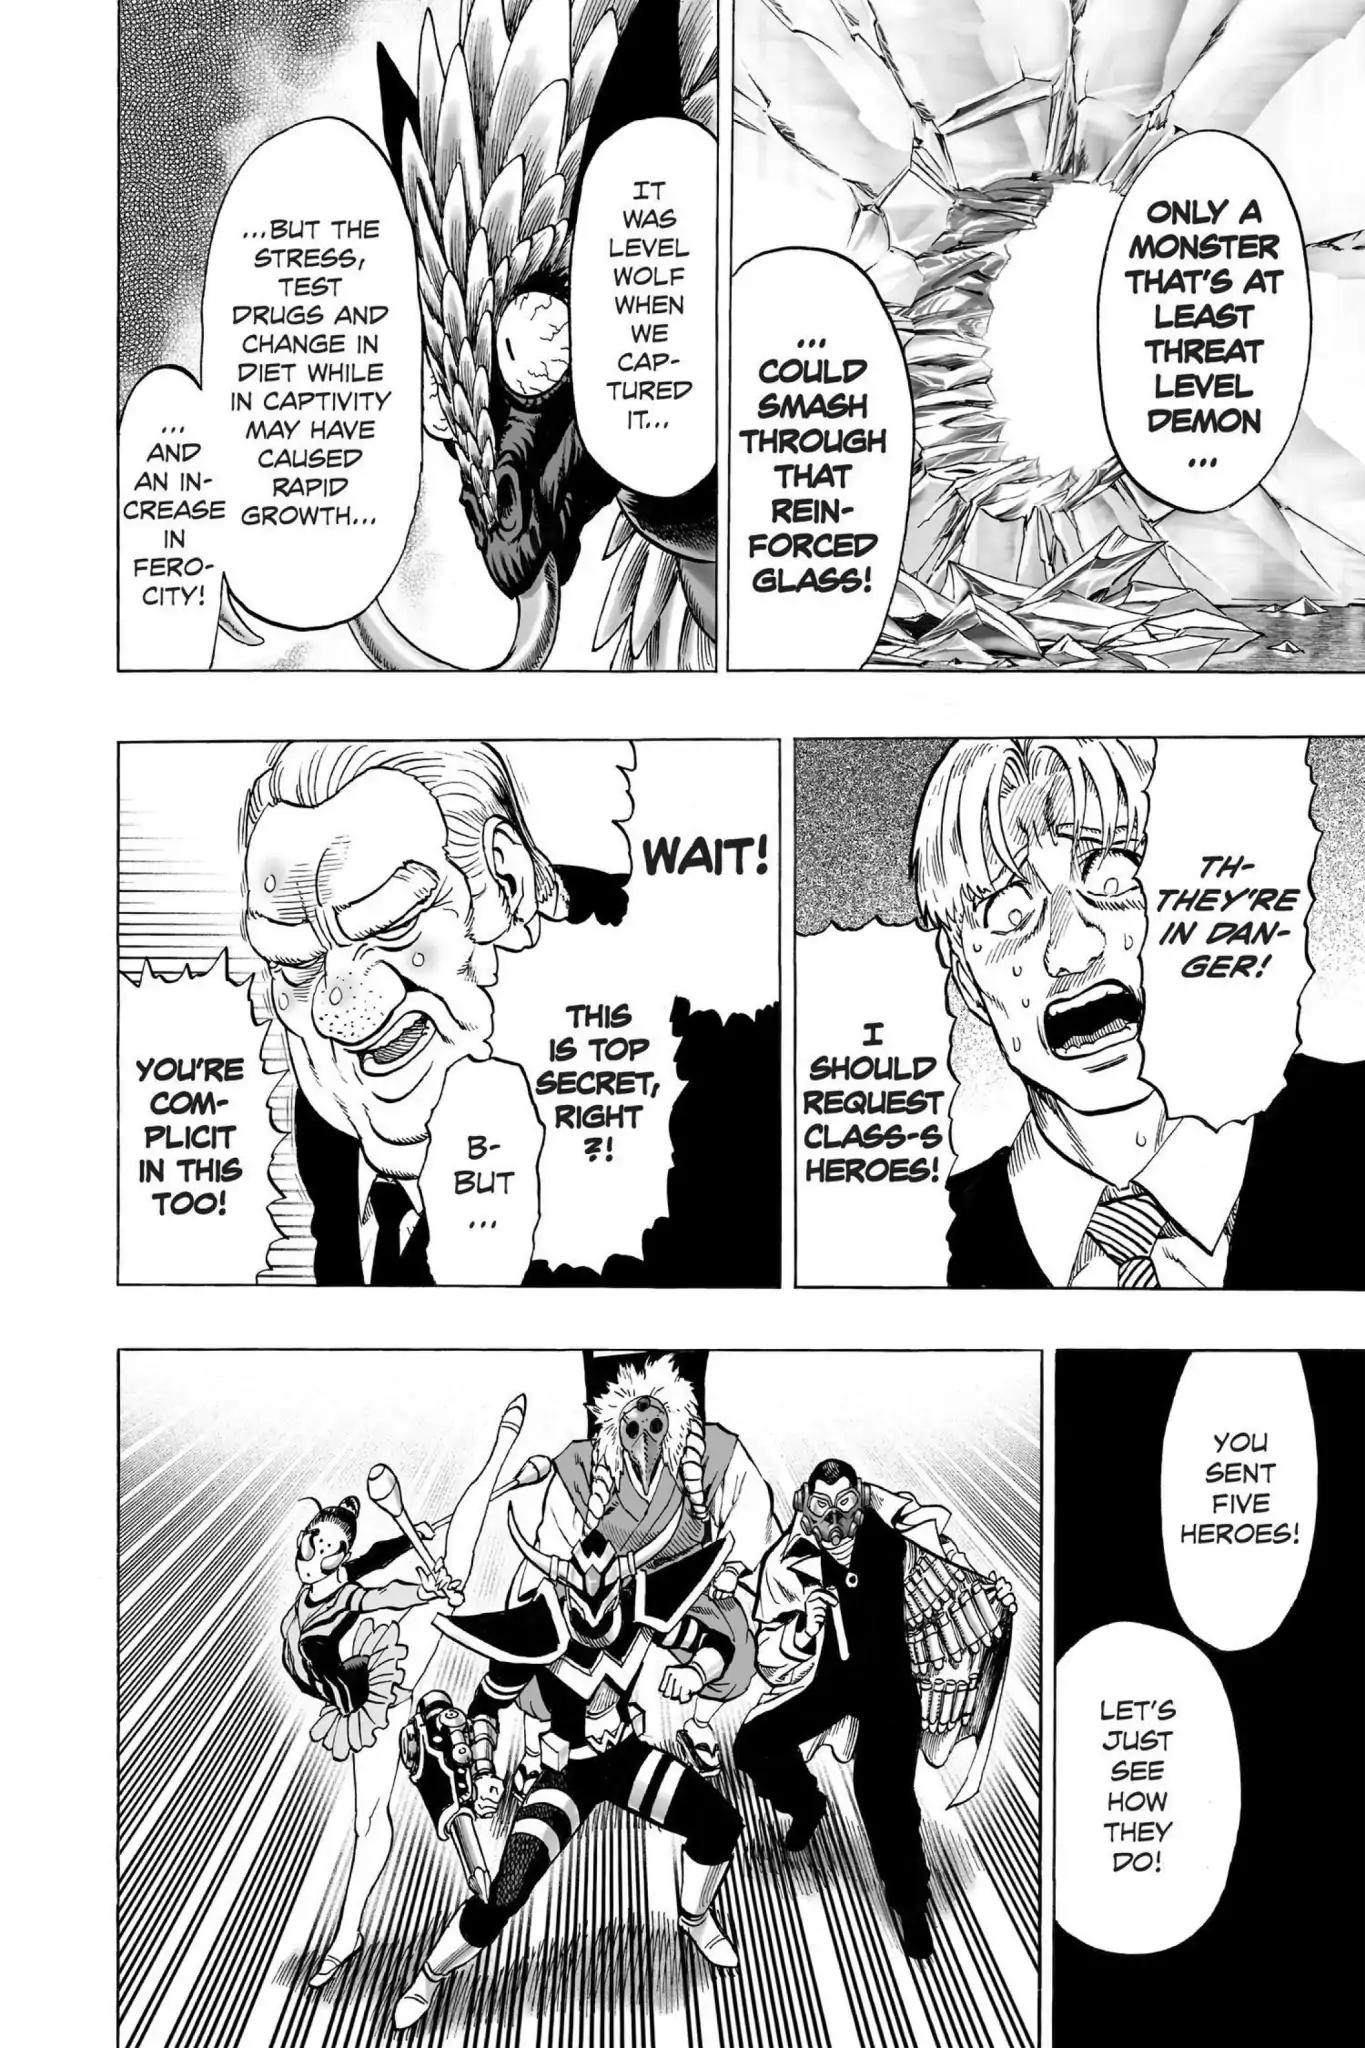 ONLY A
MONSTER
THAT'S AT
LEAST
THREAT
LEVEL
DEMON
...
...
COULD
SMASH
THROUGH
THAT
REIN-
FORCED
GLASS!
IT
WAS
LEVEL
WOLF
WHEN
WE
CAP-
TURED
IT...
...BUT THE
STRESS,
TEST
DRUGS AND
CHANGE IN
DIET WHILE
IN CAPTIVITY
MAY HAVE
CAUSED
RAPID
GROWTH...
...
AND
AN IN-
CREASE
IN
FERO-
CITY!
TH-
THEY'RE
IN DAN-
GER!
I
SHOULD
REQUEST
CLASS-S
HEROES!
WAIT!
THIS
IS TOP
SECRET,
RIGHT
?!
B-
BUT
...
YOU'RE
COM-
PLICIT
IN THIS
TOO!
YOU
SENT
FIVE
HEROES!
LET'S
JUST
SEE
HOW
THEY
DO!